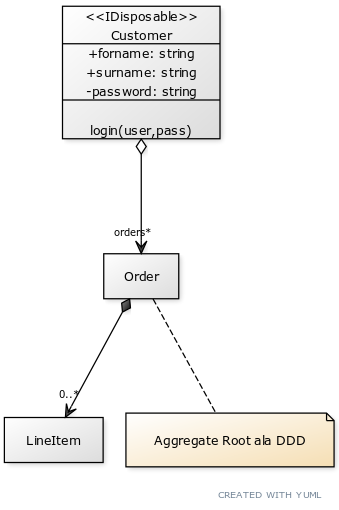 <<IDisposable>>
Customer
+forname: string
+surname: string
-password: string
login(user,pass)
orders*
Order
0..*
LineItem
Aggregate Root ala DDD
CREATED WITH YUML